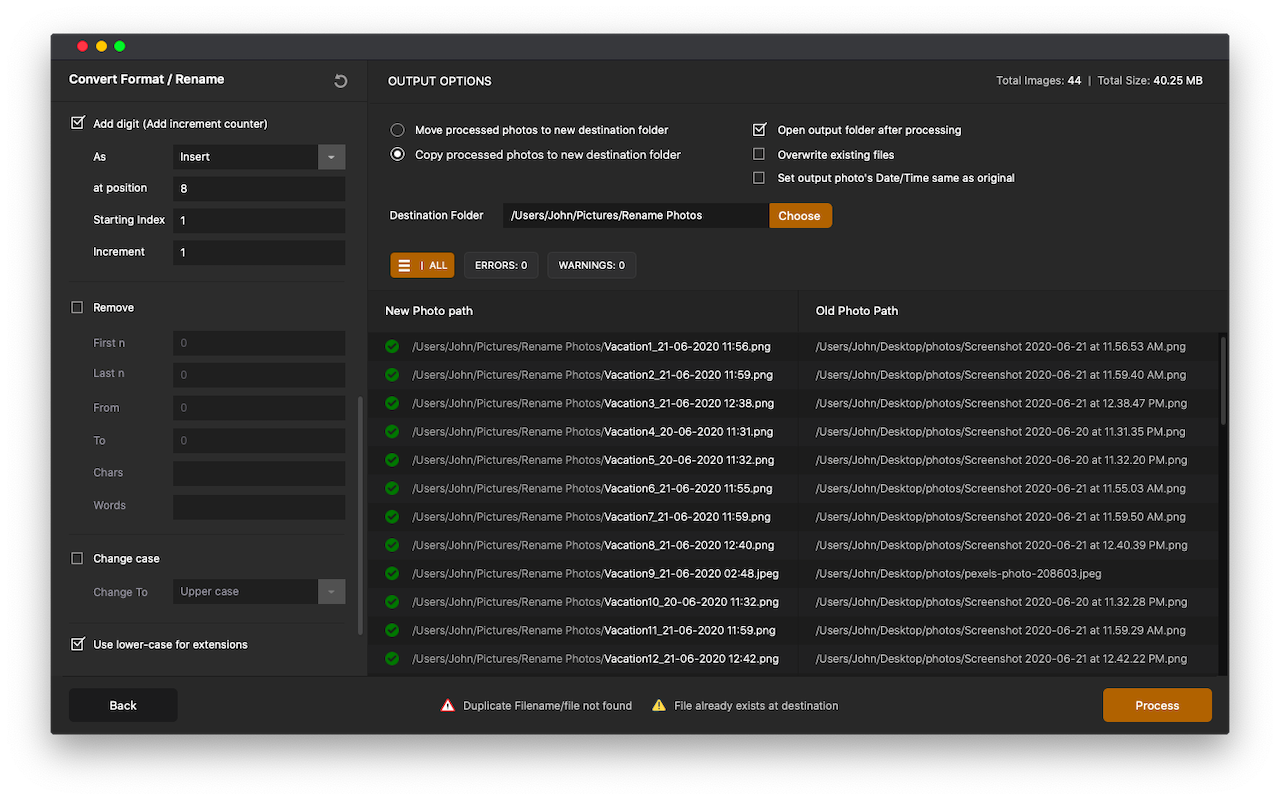 Convert Format / Rename
Add digit (Add increment counter)
As Insert
at position 8
Starting Index 1
Increment 1
Remove
First n 0
Last n 0
From 0
To 0
Chars
Words
Change case
Change To Upper case
Use lower-case for extensions
Back
OUTPUT OPTIONS
Total Images: 44 | Total Size: 40.25 MB
Move processed photos to new destination folder
Copy processed photos to new destination folder
Open output folder after processing
Overwrite existing files
Set output photo's Date/Time same as original
Destination Folder /Users/John/Pictures/Rename Photos Choose
| ALL ERRORS: 0 WARNINGS: 0
New Photo path Old Photo Path
/Users/John/Pictures/Rename Photos/Vacation1_21-06-2020 11:56.png /Users/John/Desktop/photos/Screenshot 2020-06-21 at 11.56.53 AM.png
/Users/John/Pictures/Rename Photos/Vacation2_21-06-2020 11:59.png /Users/John/Desktop/photos/Screenshot 2020-06-21 at 11.59.40 AM.png
/Users/John/Pictures/Rename Photos/Vacation3_21-06-2020 12:38.png /Users/John/Desktop/photos/Screenshot 2020-06-21 at 12.38.47 PM.png
/Users/John/Pictures/Rename Photos/Vacation4_20-06-2020 11:31.png /Users/John/Desktop/photos/Screenshot 2020-06-20 at 11.31.35 PM.png
/Users/John/Pictures/Rename Photos/Vacation5_20-06-2020 11:32.png /Users/John/Desktop/photos/Screenshot 2020-06-20 at 11.32.20 PM.png
/Users/John/Pictures/Rename Photos/Vacation6_21-06-2020 11:55.png /Users/John/Desktop/photos/Screenshot 2020-06-21 at 11.55.03 AM.png
/Users/John/Pictures/Rename Photos/Vacation7_21-06-2020 11:59.png /Users/John/Desktop/photos/Screenshot 2020-06-21 at 11.59.50 AM.png
/Users/John/Pictures/Rename Photos/Vacation8_21-06-2020 12:40.png /Users/John/Desktop/photos/Screenshot 2020-06-21 at 12.40.39 PM.png
/Users/John/Pictures/Rename Photos/Vacation9_21-06-2020 02:48.jpeg /Users/John/Desktop/photos/pexels-photo-208603.jpeg
/Users/John/Pictures/Rename Photos/Vacation10_20-06-2020 11:32.png /Users/John/Desktop/photos/Screenshot 2020-06-20 at 11.32.28 PM.png
/Users/John/Pictures/Rename Photos/Vacation11_21-06-2020 11:59.png /Users/John/Desktop/photos/Screenshot 2020-06-21 at 11.59.29 AM.png
/Users/John/Pictures/Rename Photos/Vacation12_21-06-2020 12:42.png /Users/John/Desktop/photos/Screenshot 2020-06-21 at 12.42.22 PM.png
Duplicate Filename/file not found File already exists at destination
Process